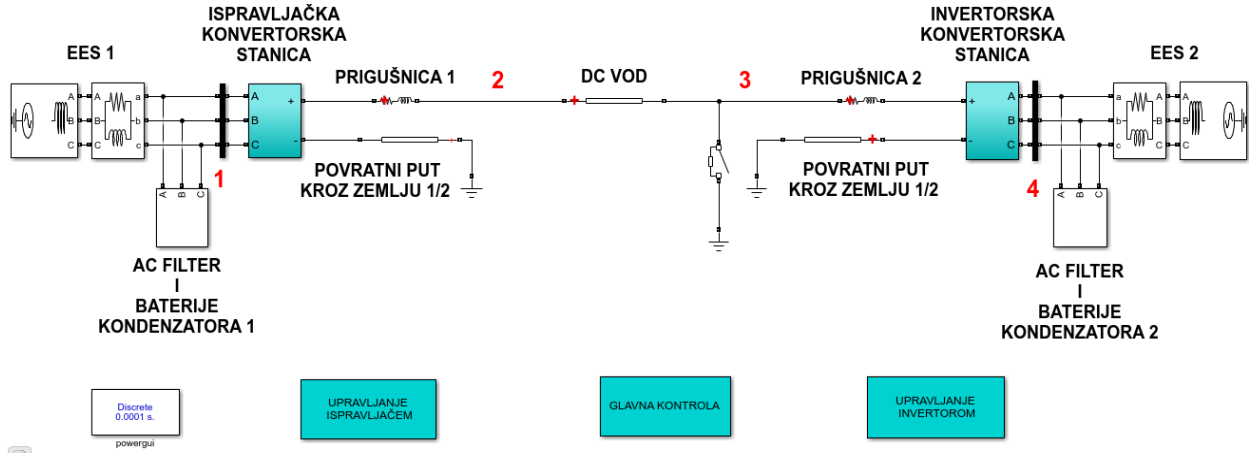 ISPRAVLJAČKA
KONVERTORSKA
STANICA
INVERTORSKA
KONVERTORSKA
STANICA
EES 1
EES 2
PRIGUŠNICA 1
2
DC VOD
3
PRIGUŠNICA 2
A
A
a
A
+
+
A
a
A
A
B
B
b
B
B
b
B
B
C
C
c
C
-
-
C
c
C
C
1
POVRATNI PUT
KROZ ZEMLJU 1/2
POVRATNI PUT
KROZ ZEMLJU 1/2
4
A
B
C
A
B
C
AC FILTER
I
BATERIJE
KONDENZATORA 1
AC FILTER
I
BATERIJE
KONDENZATORA 2
Discrete
0.0001 s.
powergui
UPRAVLJANJE
ISPRAVLJAČEM
GLAVNA KONTROLA
UPRAVLJANJE
INVERTOROM